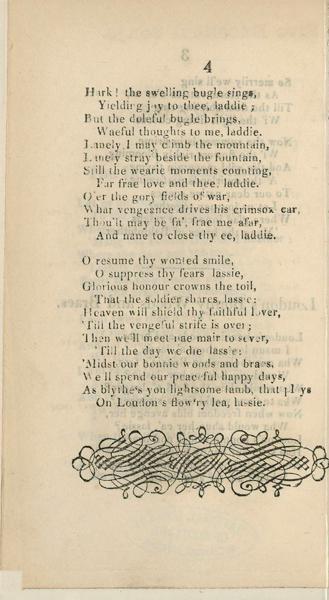 4
Hark! the swelling bugle sings,
Yielding joy to thee, laddie;
But the doleful bugle brings,
Waeful thoughts to me, laddie.
Lonely I may climb the mountain,
Lonely stray beside the fountain,
Still the wearie moments counting,
Far frae love and thee, laddie.
O'er the gory fields of war,
What vengeance drives his crimson car,
Thou'lt may be fa', frae me afar,
And nane to close thy ee, laddie.
O resume thy wonted smile,
O suppress thy fears lassie,
Glorious honour crowns the toil,
That the soldier shares, lassie:
Heaven will shield thy faithful lover,
'Till the vengeful strife is over;
Then we'll meet nae mair to sever,
'Till the day we die lassie:
'Midst our bonnie woods and braes,
We'll spend our peaceful happy days,
As blythe's yon lightsome lamb, that plays
On Loudon's flow'ry lea, lassie.